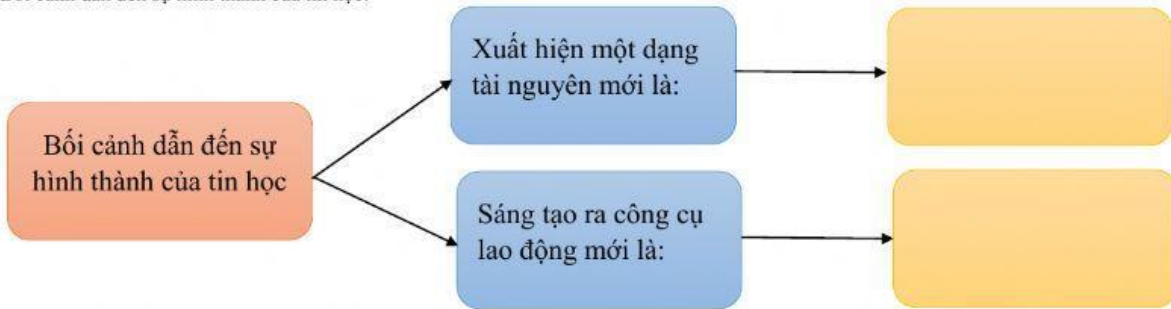 Xuất hiện một dạng
tài nguyên mới là:
Bối cảnh dẫn đến sự
hình thành của tin học
Sáng tạo ra công cụ
lao động mới là: